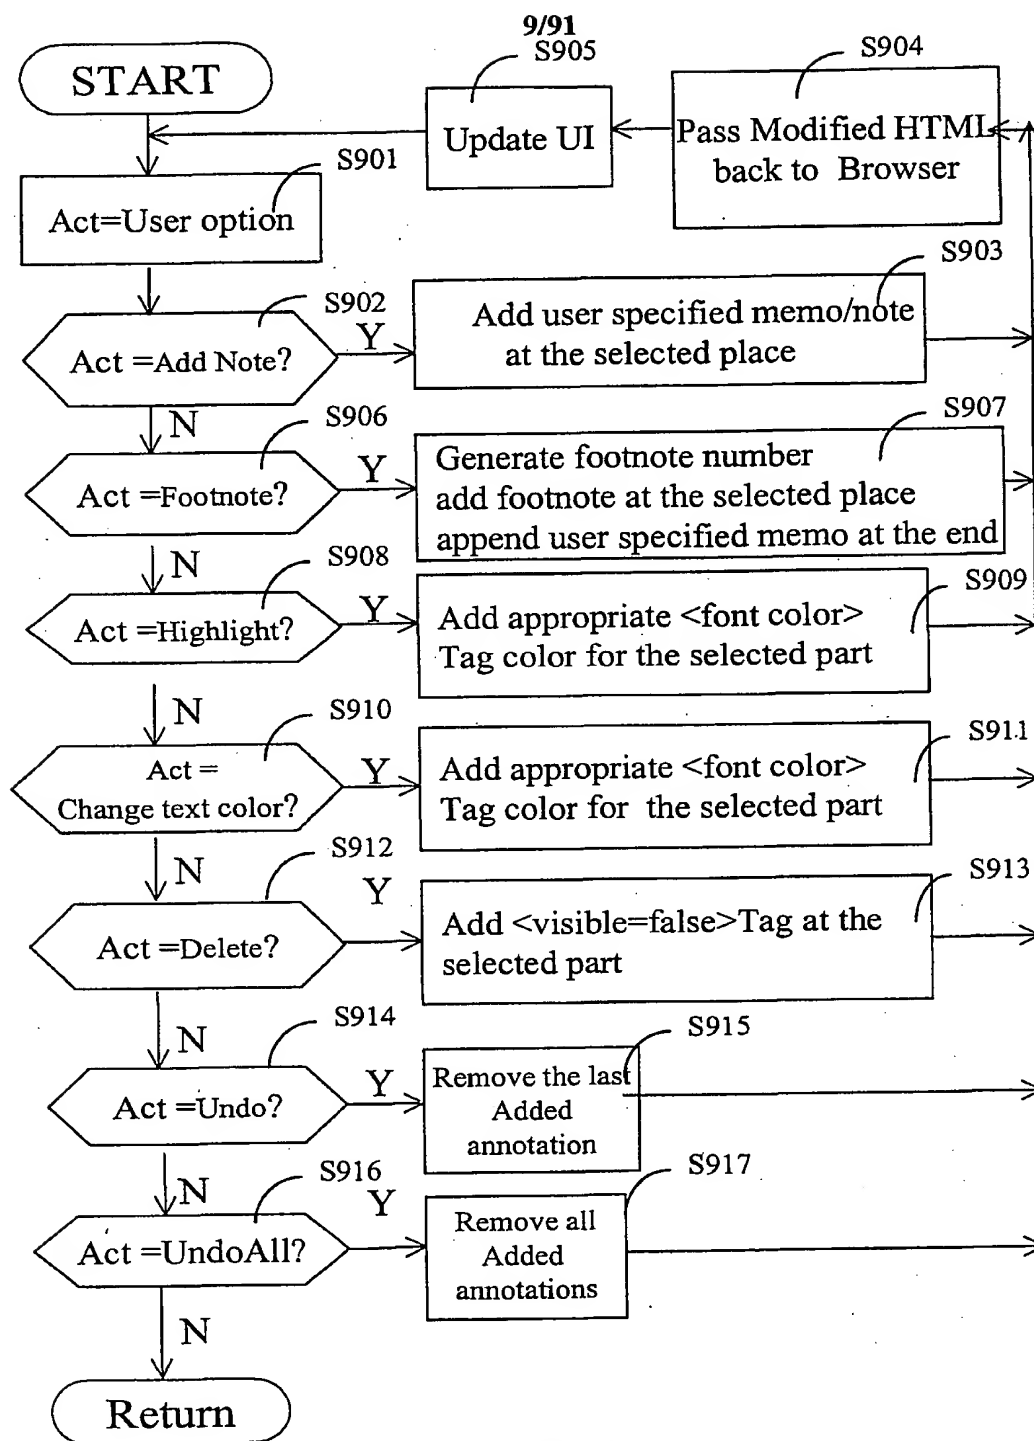 9/91
START
S905
S904
Update UI
Pass Modified HTML
back to Browser
S901
Act=User option
S902
Act =Add Note?
Y
S903
Add user specified memo/note
at the selected place
N
S906
Act =Footnote?
Y
S907
Generate footnote number
add footnote at the selected place
append user specified memo at the end
N
S908
Act =Highlight?
Y
S909
Add appropriate <font color>
Tag color for the selected part
N
S910
Act =
Change text color?
Y
S911
Add appropriate <font color>
Tag color for the selected part
N
S912
Act =Delete?
Y
S913
Add <visible=false>Tag at the
selected part
N
S914
Act =Undo?
Y
S915
Remove the last
Added
annotation
N
S916
Act =UndoAll?
Y
S917
Remove all
Added
annotations
N
Return